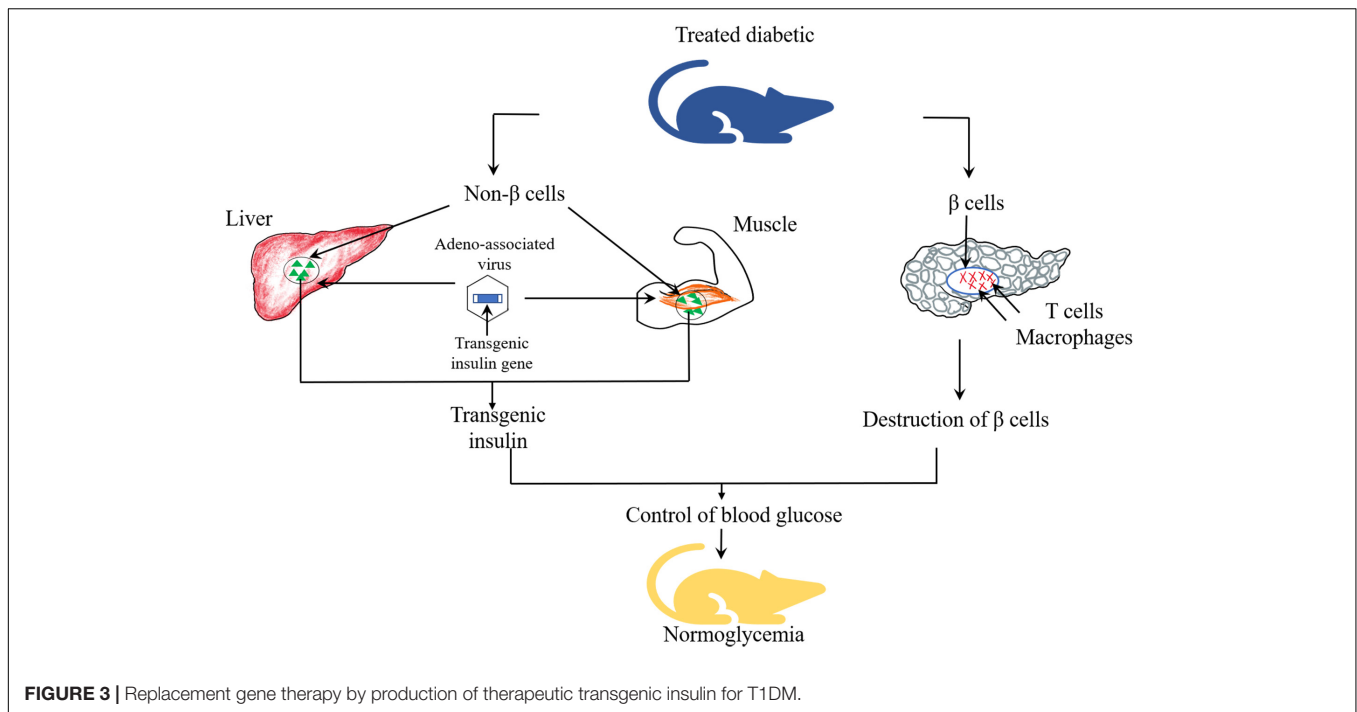 Treated diabetic
Non-β cells
β cells
Liver
Muscle
Adeno-associated
virus
T cells
Macrophages
Transgenic
insulin gene
Transgenic
insulin
Destruction of β cells
Control of blood glucose
Normoglycemia
FIGURE 3 | Replacement gene therapy by production of therapeutic transgenic insulin for T1DM.